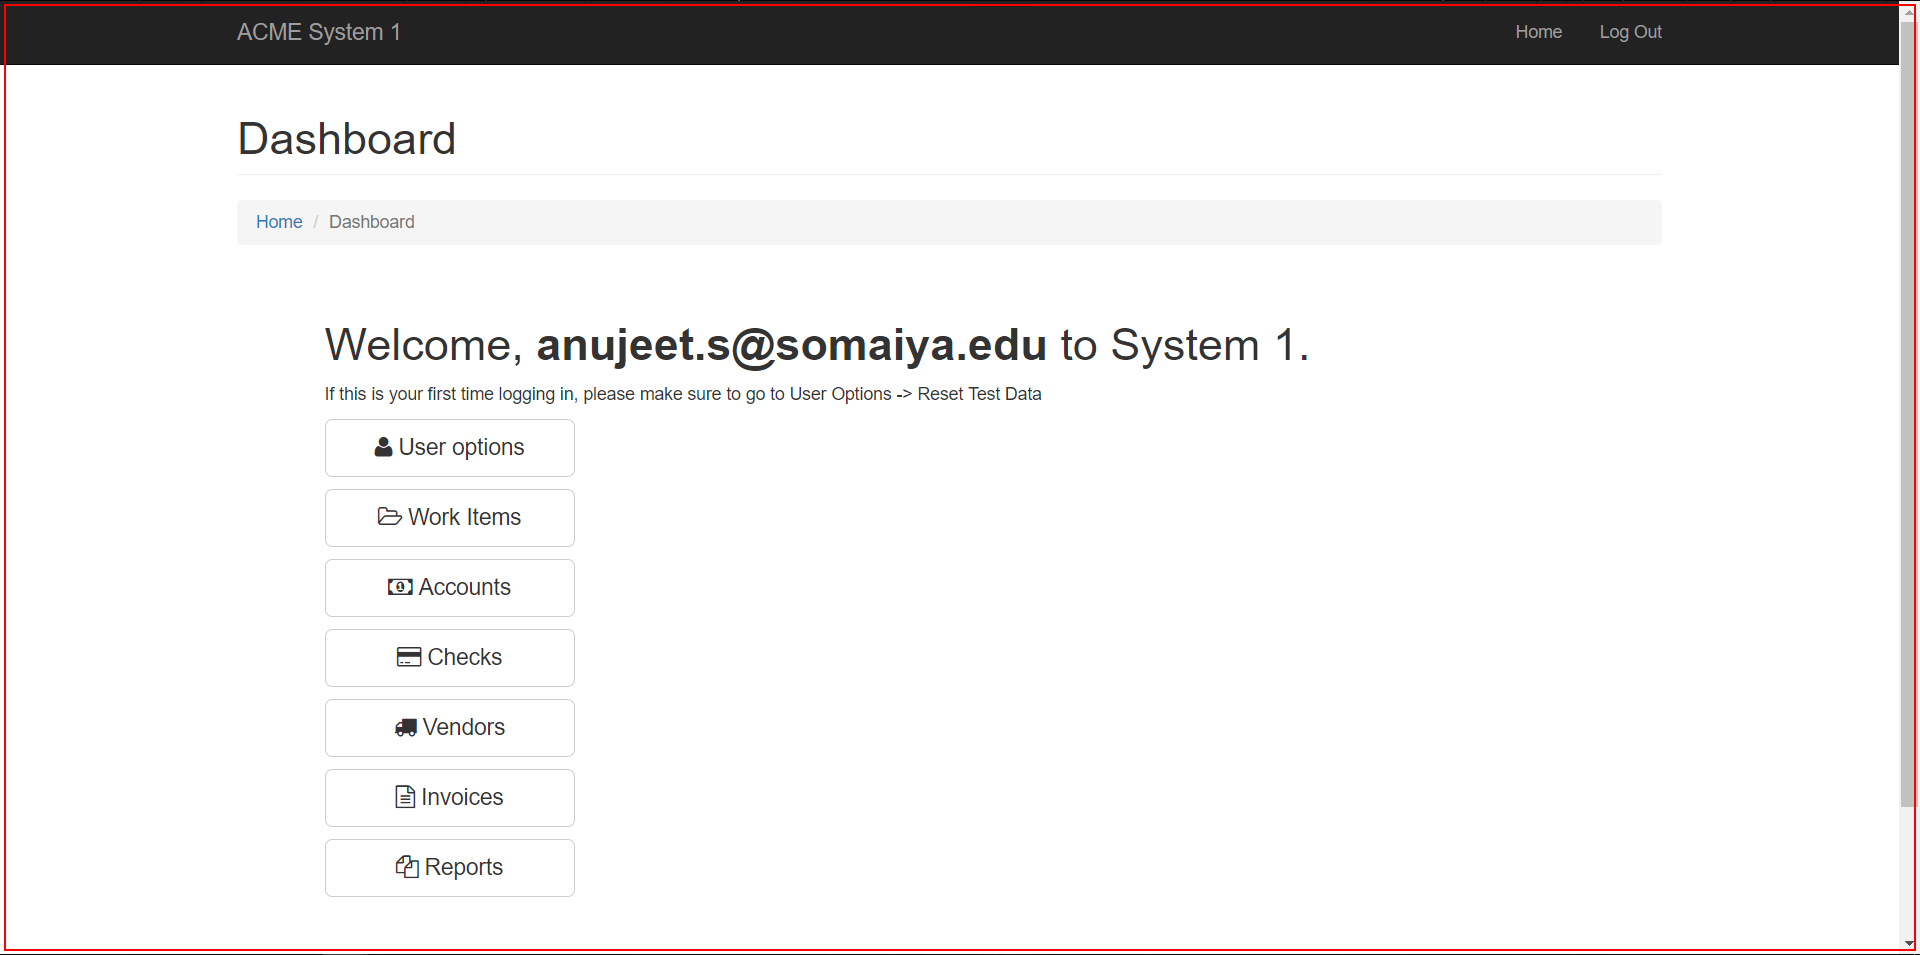 ACME System 1 Home Log Out
Dashboard
Home / Dashboard
Welcome, anujeet.s@somaiya.edu to System 1.
If this is your first time logging in, please make sure to go to User Options -> Reset Test Data
User options
Work Items
Accounts
Checks
Vendors
Invoices
Reports